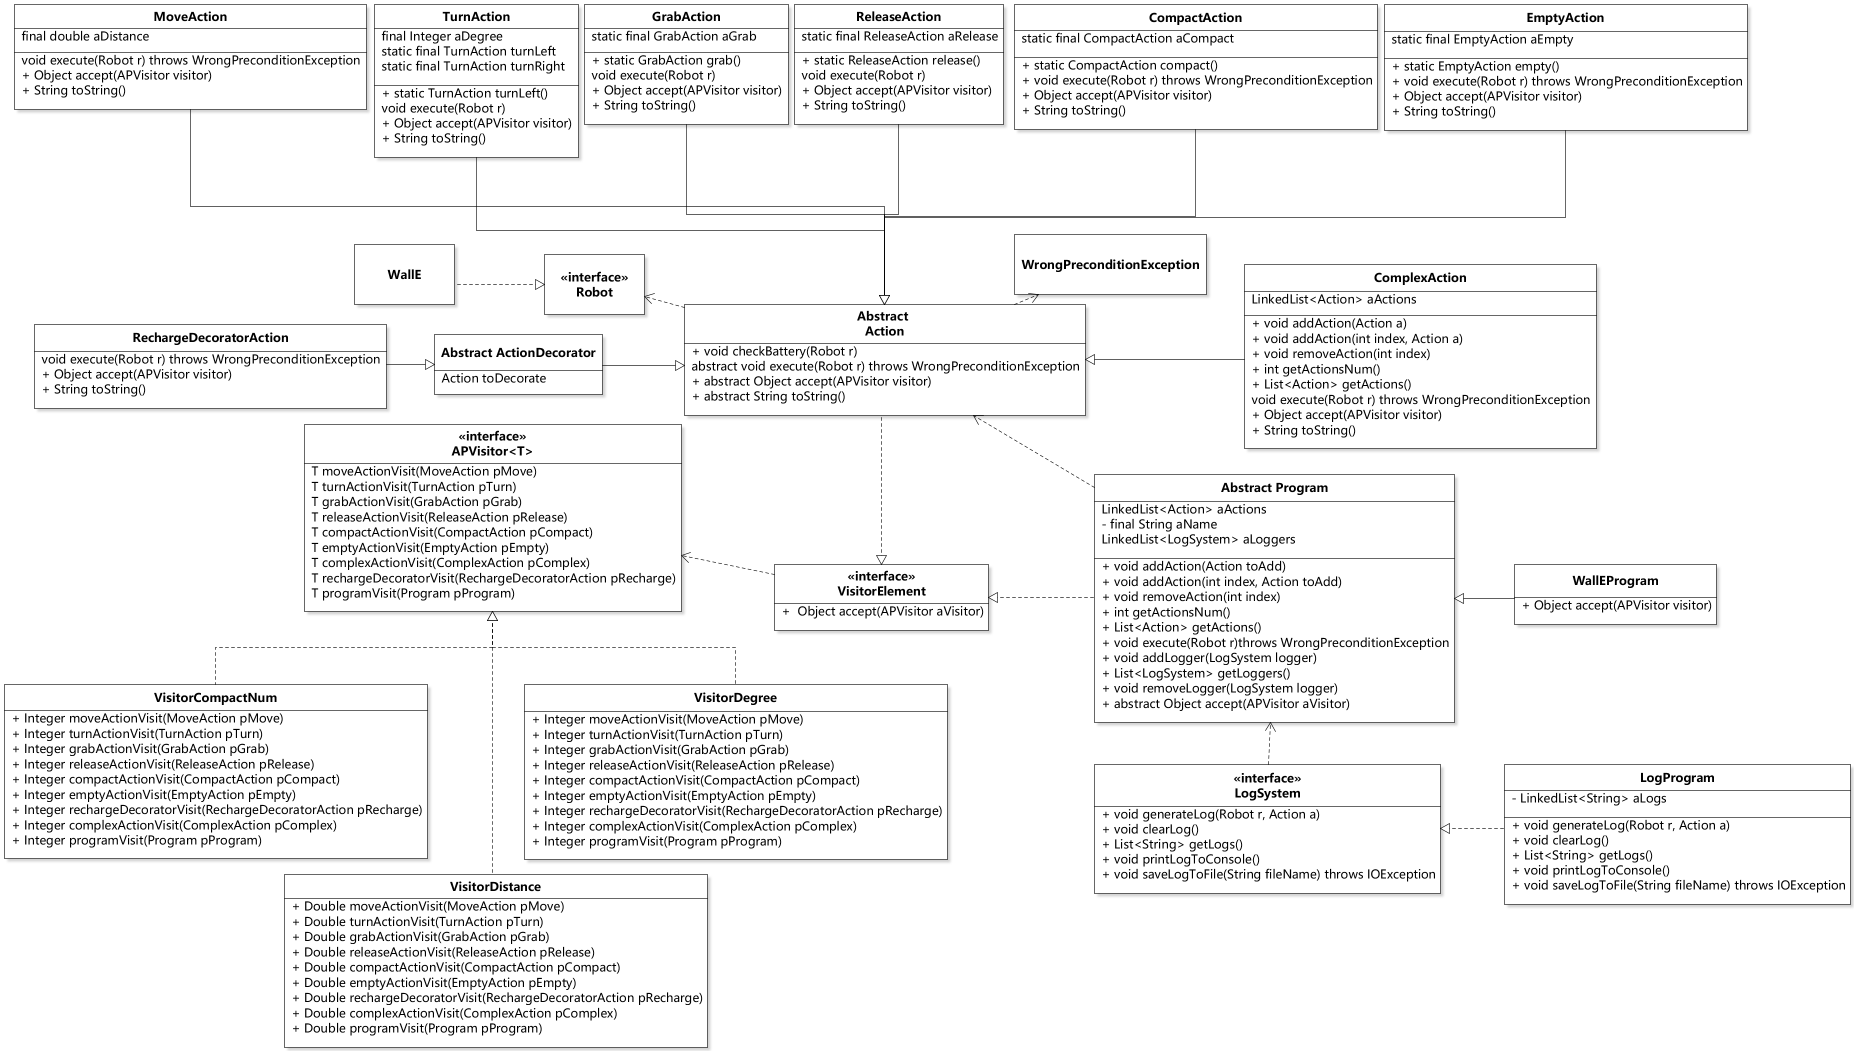 MoveAction
final double aDistance
void execute(Robot r) throws WrongPreconditionException
+ Object accept(APVisitor visitor)
+ String toString()
TurnAction
final Integer aDegree
static final TurnAction turnLeft
static final TurnAction turnRight
+ static TurnAction turnLeft()
void execute(Robot r)
+ Object accept(APVisitor visitor)
+ String toString()
GrabAction
static final GrabAction aGrab
+ static GrabAction grab()
void execute(Robot r)
+ Object accept(APVisitor visitor)
+ String toString()
ReleaseAction
static final ReleaseAction aRelease
+ static ReleaseAction release()
void execute(Robot r)
+ Object accept(APVisitor visitor)
+ String toString()
CompactAction
static final CompactAction aCompact
+ static CompactAction compact()
+ void execute(Robot r) throws WrongPreconditionException
+ Object accept(APVisitor visitor)
+ String toString()
EmptyAction
static final EmptyAction aEmpty
+ static EmptyAction empty()
+ void execute(Robot r) throws WrongPreconditionException
+ Object accept(APVisitor visitor)
+ String toString()
WallE
«interface»
Robot
WrongPreconditionException
ComplexAction
LinkedList<Action> aActions
+ void addAction(Action a)
+ void addAction(int index, Action a)
+ void removeAction(int index)
+ int getActionsNum()
+ List<Action> getActions()
void execute(Robot r) throws WrongPreconditionException
+ Object accept(APVisitor visitor)
+ String toString()
RechargeDecoratorAction
void execute(Robot r) throws WrongPreconditionException
+ Object accept(APVisitor visitor)
+ String toString()
Abstract ActionDecorator
Action toDecorate
Abstract
Action
+ void checkBattery(Robot r)
abstract void execute(Robot r) throws WrongPreconditionException
+ abstract Object accept(APVisitor visitor)
+ abstract String toString()
«interface»
APVisitor<T>
T moveActionVisit(MoveAction pMove)
T turnActionVisit(TurnAction pTurn)
T grabActionVisit(GrabAction pGrab)
T releaseActionVisit(ReleaseAction pRelease)
T compactActionVisit(CompactAction pCompact)
T emptyActionVisit(EmptyAction pEmpty)
T complexActionVisit(ComplexAction pComplex)
T rechargeDecoratorVisit(RechargeDecoratorAction pRecharge)
T programVisit(Program pProgram)
«interface»
VisitorElement
+ Object accept(APVisitor aVisitor)
Abstract Program
LinkedList<Action> aActions
- final String aName
LinkedList<LogSystem> aLoggers
+ void addAction(Action toAdd)
+ void addAction(int index, Action toAdd)
+ void removeAction(int index)
+ int getActionsNum()
+ List<Action> getActions()
+ void execute(Robot r)throws WrongPreconditionException
+ void addLogger(LogSystem logger)
+ List<LogSystem> getLoggers()
+ void removeLogger(LogSystem logger)
+ abstract Object accept(APVisitor aVisitor)
WallEProgram
+ Object accept(APVisitor visitor)
VisitorCompactNum
+ Integer moveActionVisit(MoveAction pMove)
+ Integer turnActionVisit(TurnAction pTurn)
+ Integer grabActionVisit(GrabAction pGrab)
+ Integer releaseActionVisit(ReleaseAction pRelease)
+ Integer compactActionVisit(CompactAction pCompact)
+ Integer emptyActionVisit(EmptyAction pEmpty)
+ Integer rechargeDecoratorVisit(RechargeDecoratorAction pRecharge)
+ Integer complexActionVisit(ComplexAction pComplex)
+ Integer programVisit(Program pProgram)
VisitorDegree
+ Integer moveActionVisit(MoveAction pMove)
+ Integer turnActionVisit(TurnAction pTurn)
+ Integer grabActionVisit(GrabAction pGrab)
+ Integer releaseActionVisit(ReleaseAction pRelease)
+ Integer compactActionVisit(CompactAction pCompact)
+ Integer emptyActionVisit(EmptyAction pEmpty)
+ Integer rechargeDecoratorVisit(RechargeDecoratorAction pRecharge)
+ Integer complexActionVisit(ComplexAction pComplex)
+ Integer programVisit(Program pProgram)
«interface»
LogSystem
+ void generateLog(Robot r, Action a)
+ void clearLog()
+ List<String> getLogs()
+ void printLogToConsole()
+ void saveLogToFile(String fileName) throws IOException
LogProgram
- LinkedList<String> aLogs
+ void generateLog(Robot r, Action a)
+ void clearLog()
+ List<String> getLogs()
+ void printLogToConsole()
+ void saveLogToFile(String fileName) throws IOException
VisitorDistance
+ Double moveActionVisit(MoveAction pMove)
+ Double turnActionVisit(TurnAction pTurn)
+ Double grabActionVisit(GrabAction pGrab)
+ Double releaseActionVisit(ReleaseAction pRelease)
+ Double compactActionVisit(CompactAction pCompact)
+ Double emptyActionVisit(EmptyAction pEmpty)
+ Double rechargeDecoratorVisit(RechargeDecoratorAction pRecharge)
+ Double complexActionVisit(ComplexAction pComplex)
+ Double programVisit(Program pProgram)